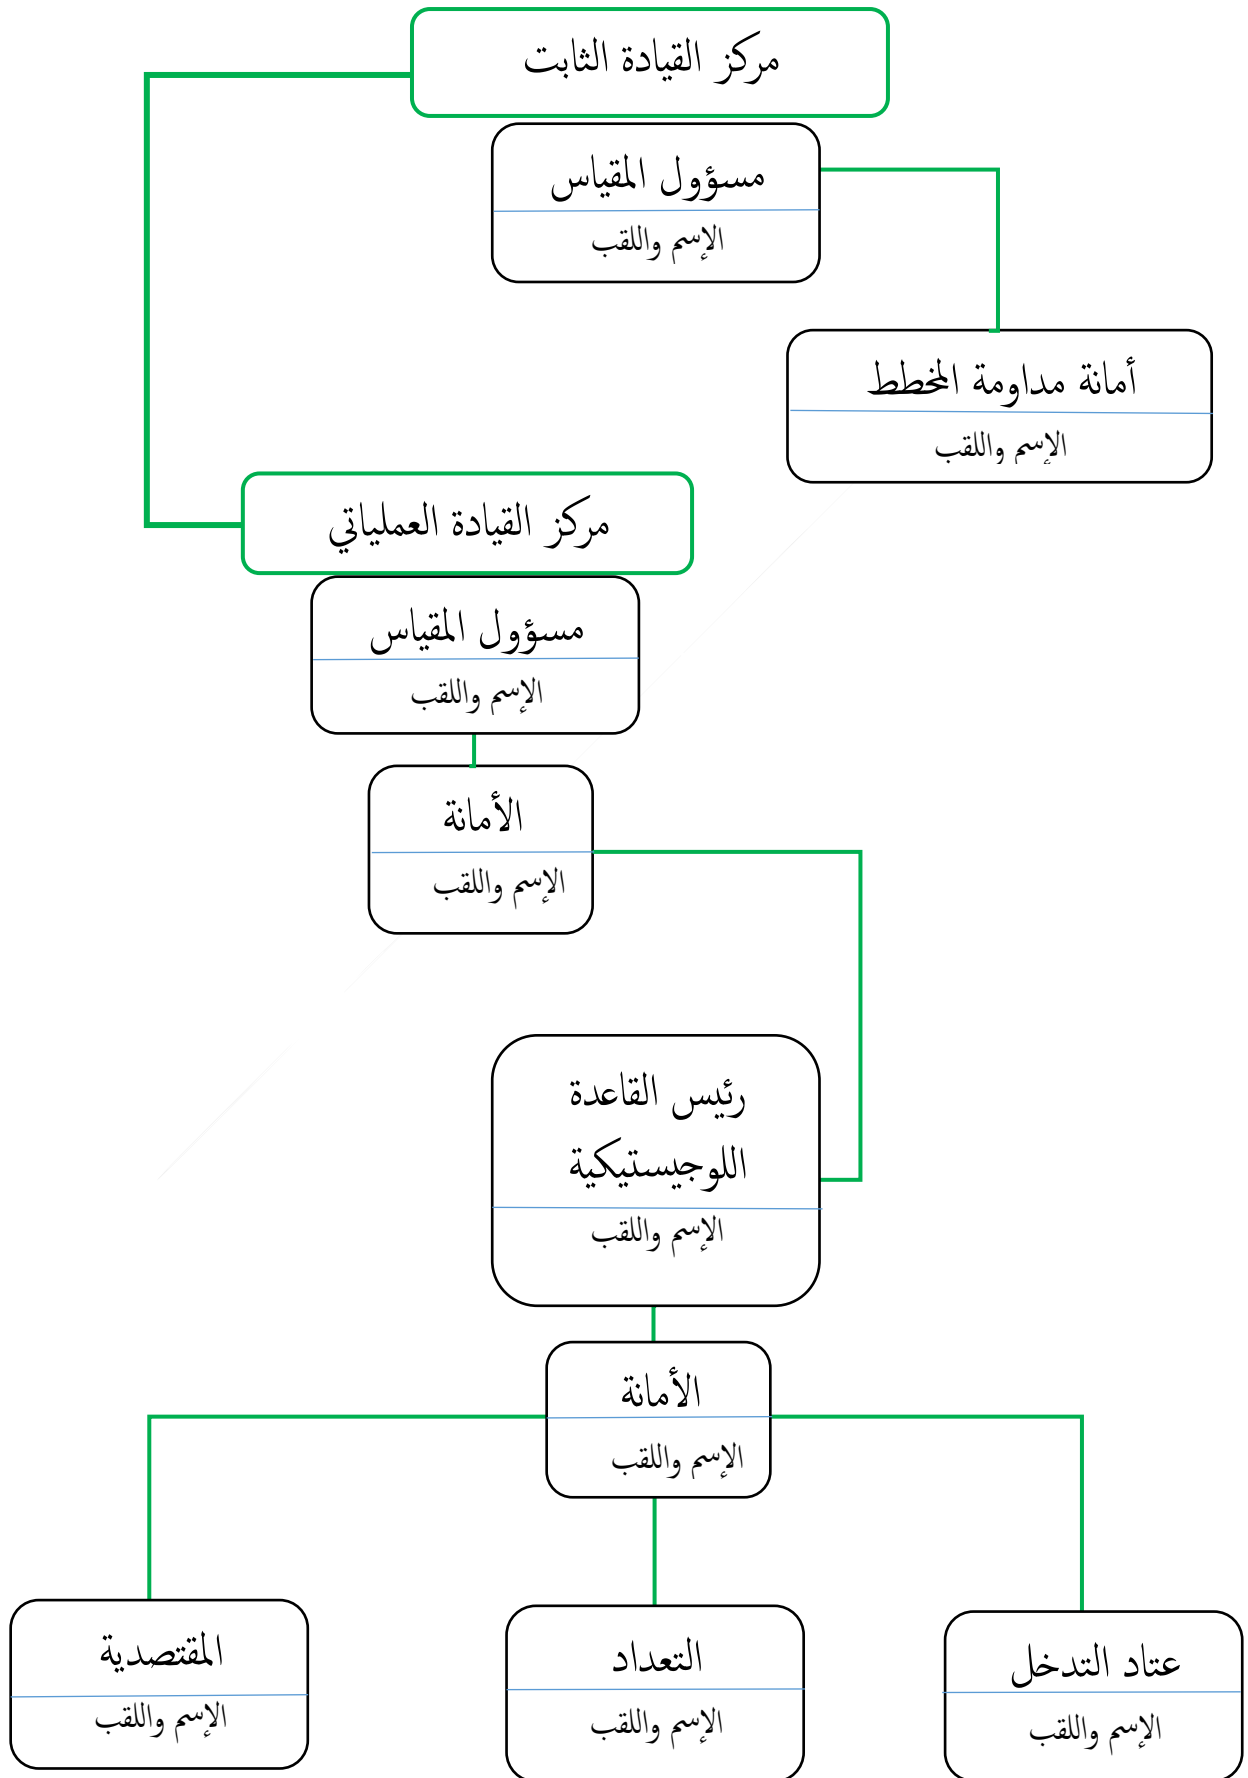 مركز القيادة الثابت
مسؤول المقياس
الإسم واللقب
أمانة مداومة المخطط
الإسم واللقب
مركز القيادة العملياتي
مسؤول المقياس
الإسم واللقب
الأمانة
الإسم واللقب
رئيس القاعدة
اللوجيستيكية
الإسم واللقب
الأمانة
الإسم واللقب
عتاد التدخل
الإسم واللقب
التعداد
الإسم واللقب
المقتصدية
الإسم واللقب